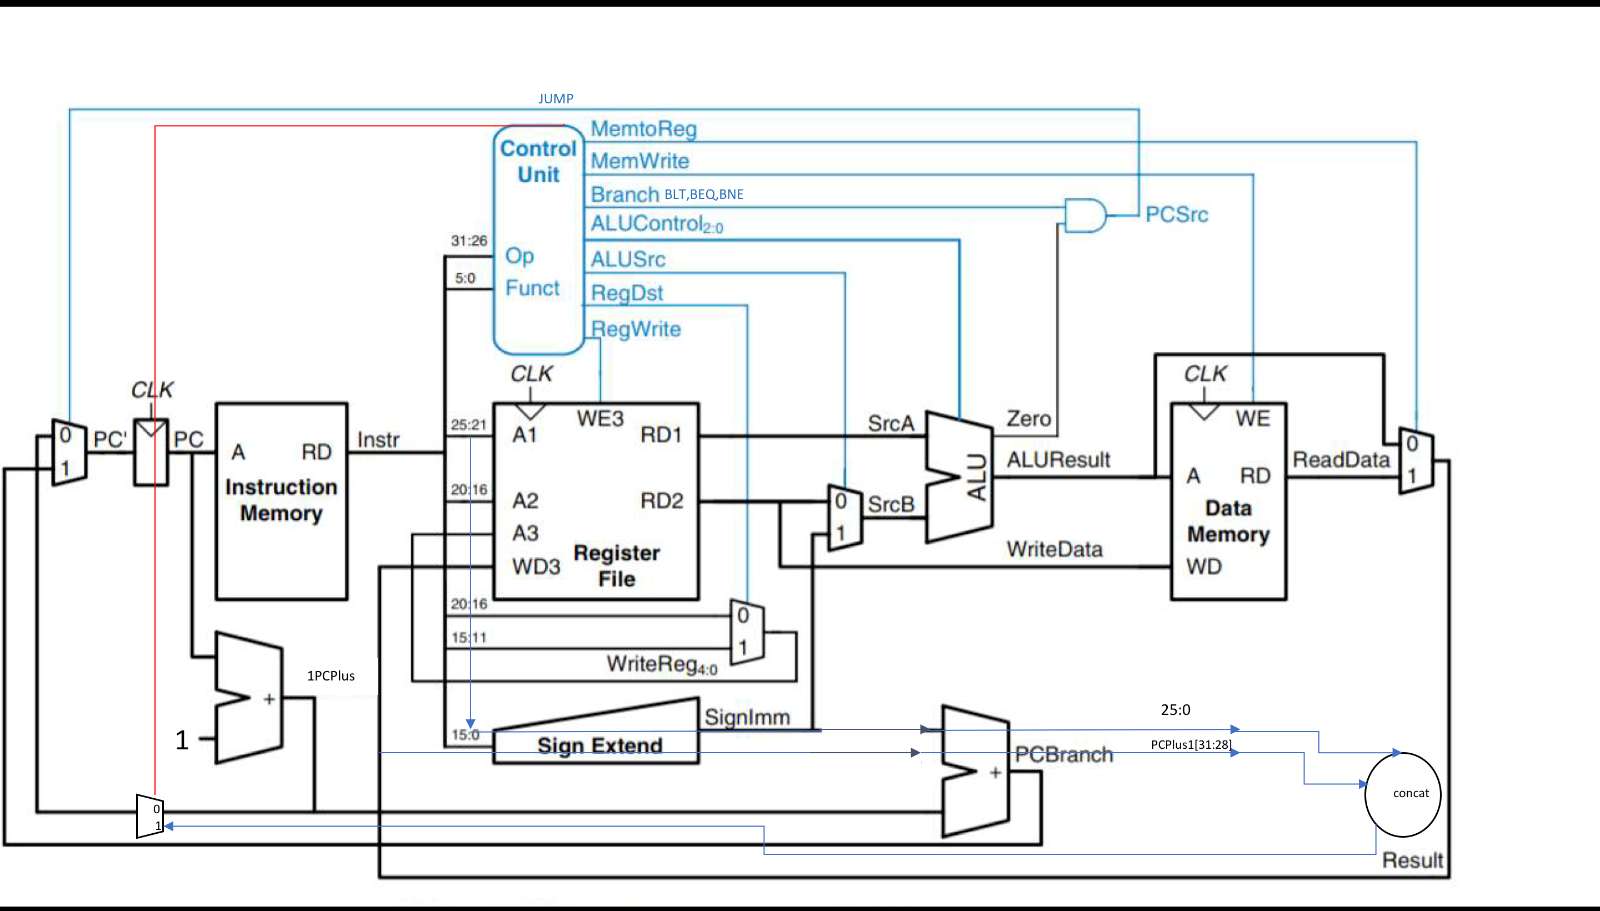 JUMP
MemtoReg
Control
Unit
MemWrite
Branch BLT,BEQ,BNE
PCSrc
ALUControl2:0
31:26
Op
ALUSrc
5:0
Funct
RegDst
RegWrite
CLK
CLK
CLK
WE3
WE
25:21
A1
RD1
SrcA
Zero
0
PC'
PC
A
RD
Instr
ALUResult
ReadData
0
1
Instruction
Memory
ALU
A
RD
1
20:16
A2
RD2
0
SrcB
Data
Memory
A3
1
Register
File
WriteData
WD3
WD
20:16
0
15:11
1
WriteReg4:0
1PCPlus
+
1
SignImm
25:0
15:0
Sign Extend
PCBranch
PCPlus1[31:28]
+
concat
0
1
Result